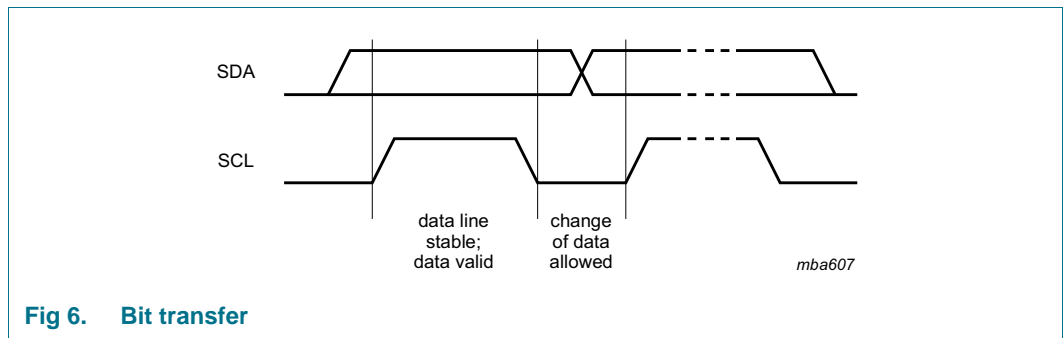 SDA
SCL
data line
stable;
data valid
change
of data
allowed
mba607
Fig 6. Bit transfer